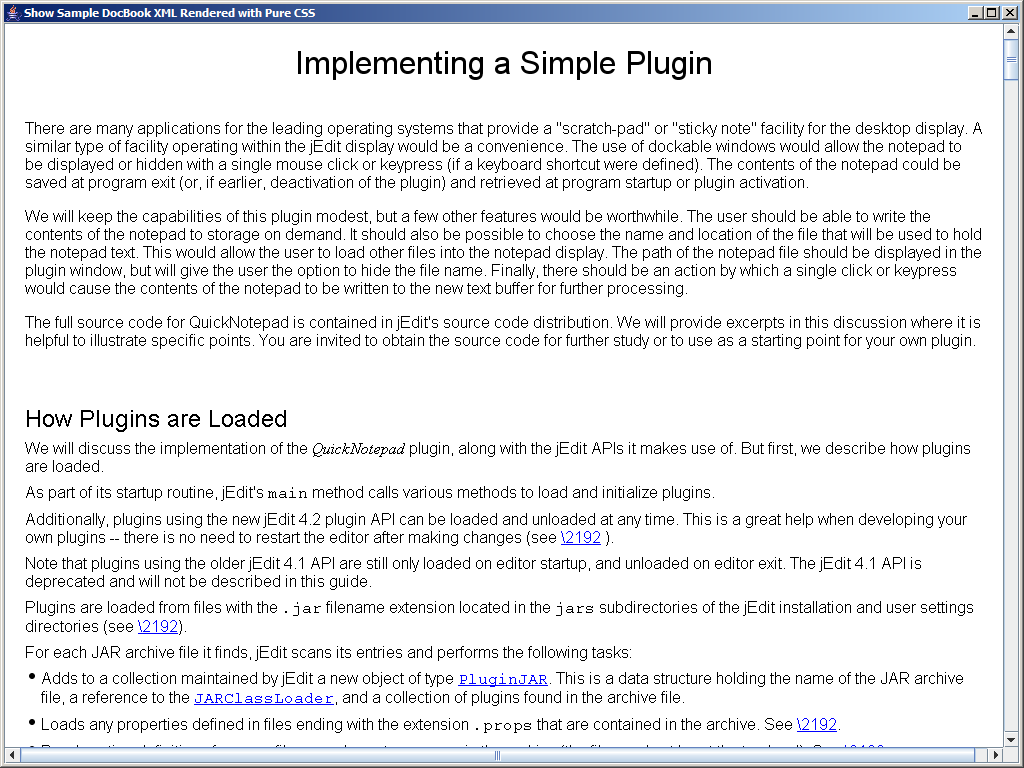 Show Sample DocBook XML Rendered with Pure CSS
Implementing a Simple Plugin
There are many applications for the leading operating systems that provide a "scratch-pad" or "sticky note" facility for the desktop display. A
similar type of facility operating within the jEdit display would be a convenience. The use of dockable windows would allow the notepad to
be displayed or hidden with a single mouse click or keypress (if a keyboard shortcut were defined). The contents of the notepad could be
saved at program exit (or, if earlier, deactivation of the plugin) and retrieved at program startup or plugin activation.
We will keep the capabilities of this plugin modest, but a few other features would be worthwhile. The user should be able to write the
contents of the notepad to storage on demand. It should also be possible to choose the name and location of the file that will be used to hold
the notepad text. This would allow the user to load other files into the notepad display. The path of the notepad file should be displayed in the
plugin window, but will give the user the option to hide the file name. Finally, there should be an action by which a single click or keypress
would cause the contents of the notepad to be written to the new text buffer for further processing.
The full source code for QuickNotepad is contained in jEdit's source code distribution. We will provide excerpts in this discussion where it is
helpful to illustrate specific points. You are invited to obtain the source code for further study or to use as a starting point for your own plugin.
How Plugins are Loaded
We will discuss the implementation of the QuickNotepad plugin, along with the jEdit APIs it makes use of. But first, we describe how plugins
are loaded.
As part of its startup routine, jEdit's main method calls various methods to load and initialize plugins.
Additionally, plugins using the new jEdit 4.2 plugin API can be loaded and unloaded at any time. This is a great help when developing your
own plugins -- there is no need to restart the editor after making changes (see \2192 ).
Note that plugins using the older jEdit 4.1 API are still only loaded on editor startup, and unloaded on editor exit. The jEdit 4.1 API is
deprecated and will not be described in this guide.
Plugins are loaded from files with the .jar filename extension located in the jars subdirectories of the jEdit installation and user settings
directories (see \2192).
For each JAR archive file it finds, jEdit scans its entries and performs the following tasks:
• Adds to a collection maintained by jEdit a new object of type PluginJAR. This is a data structure holding the name of the JAR archive
file, a reference to the JARClassLoader, and a collection of plugins found in the archive file.
• Loads any properties defined in files ending with the extension .props that are contained in the archive. See \2192.